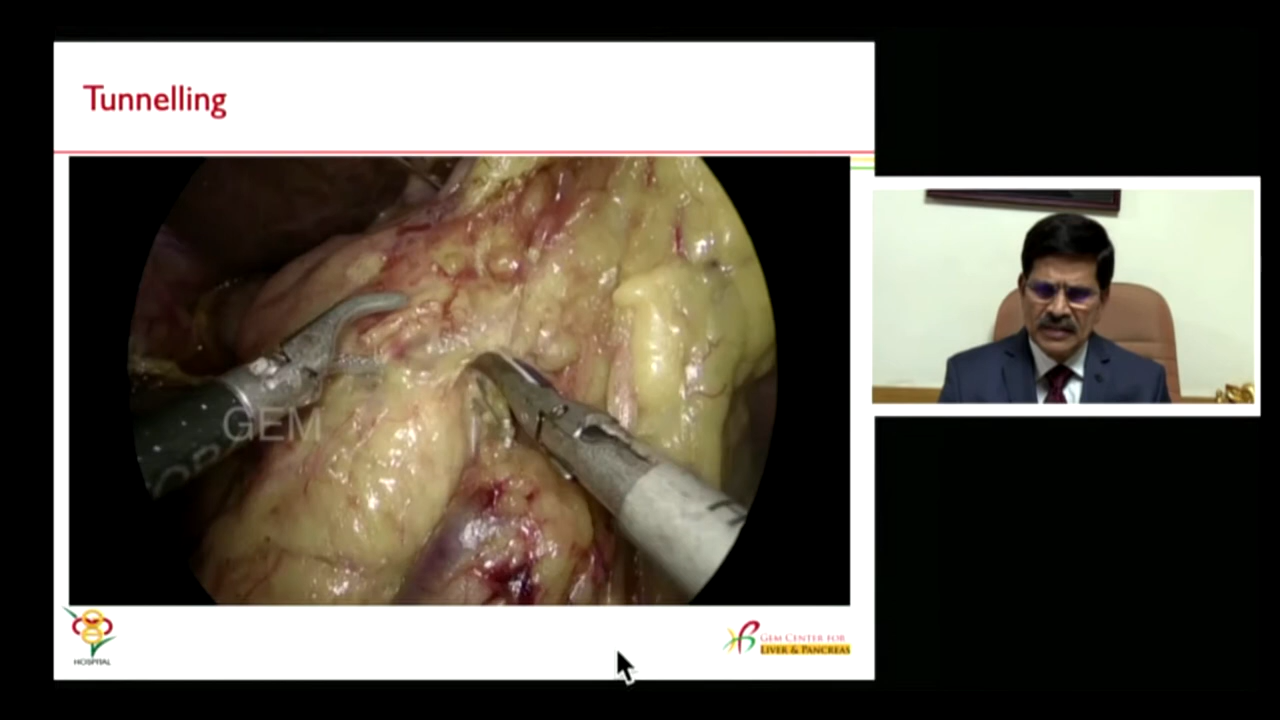 Tunnelling
GEM
HOSPITAL
GEM CENTER FOR
LIVER & PANCREAS